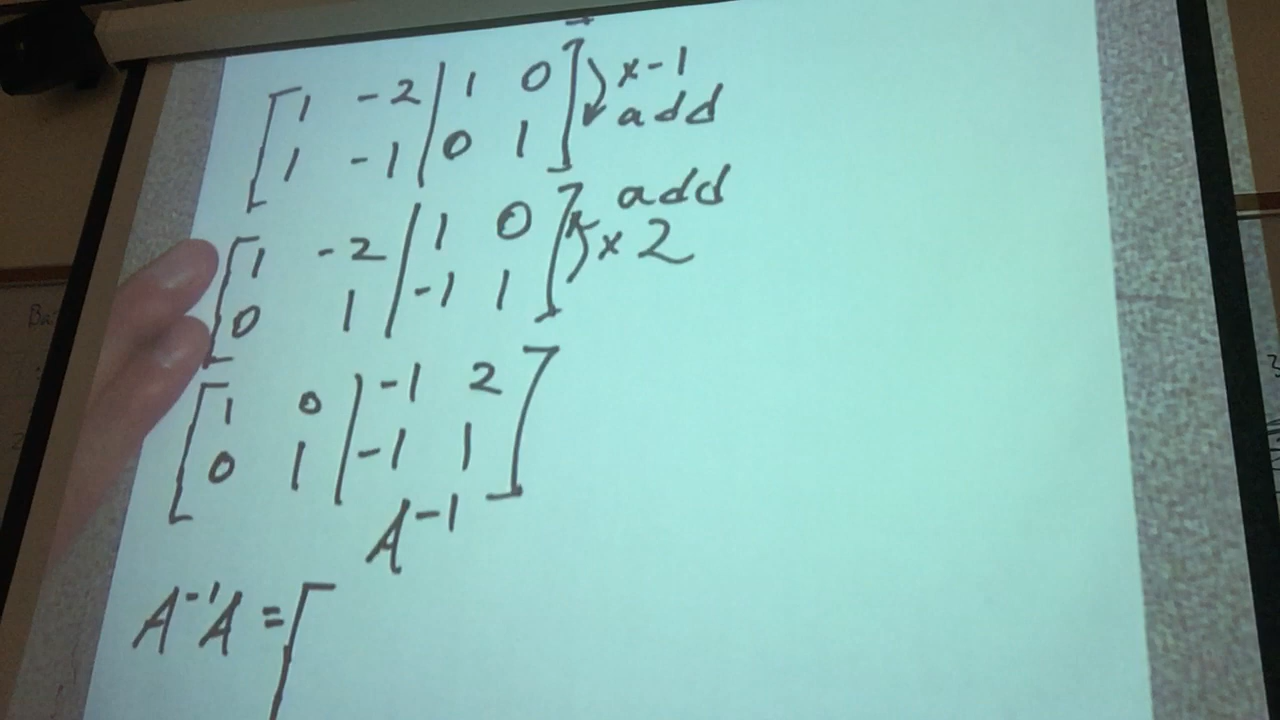 [ 1 -2 | 1 0 ] x-1
[ 1 -1 | 0 1 ] add
[ 1 -2 | 1 0 ] add
[ 0 1 | -1 1 ] x 2
[ 1 0 | -1 2 ]
[ 0 1 | -1 1 ]
A⁻¹
A⁻¹A = [